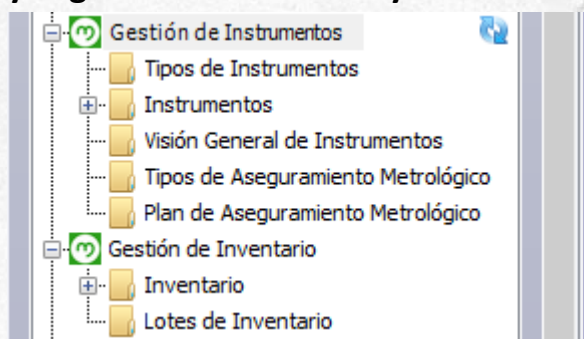 Gestión de Instrumentos
Tipos de Instrumentos
Instrumentos
Visión General de Instrumentos
Tipos de Aseguramiento Metrológico
Plan de Aseguramiento Metrológico
Gestión de Inventario
Inventario
Lotes de Inventario